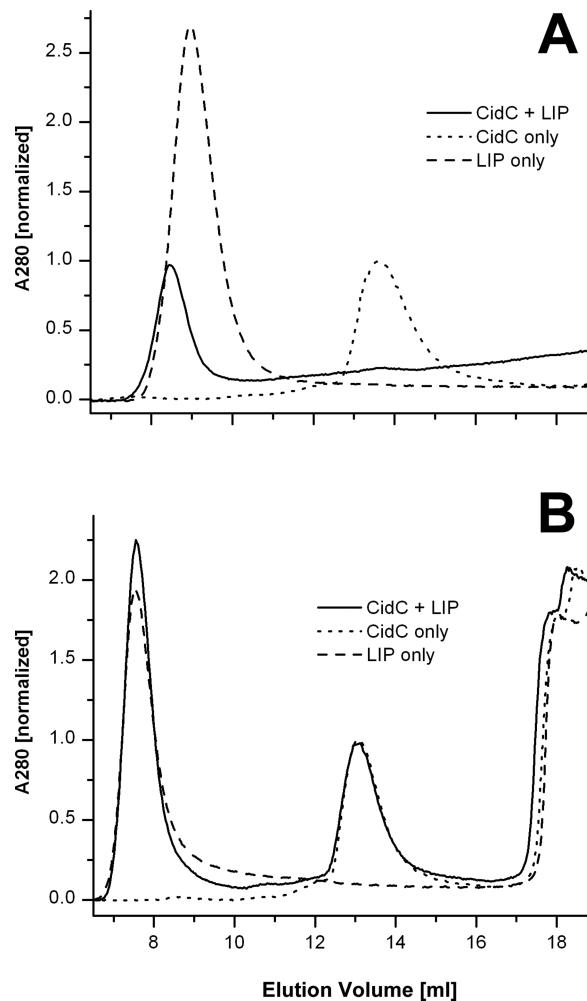 A
2.5
2.0
1.5
1.0
0.5
0.0
A280 [normalized]
CidC + LIP
CidC only
LIP only
B
2.0
1.5
1.0
0.5
0.0
A280 [normalized]
CidC + LIP
CidC only
LIP only
8 10 12 14 16 18
Elution Volume [ml]